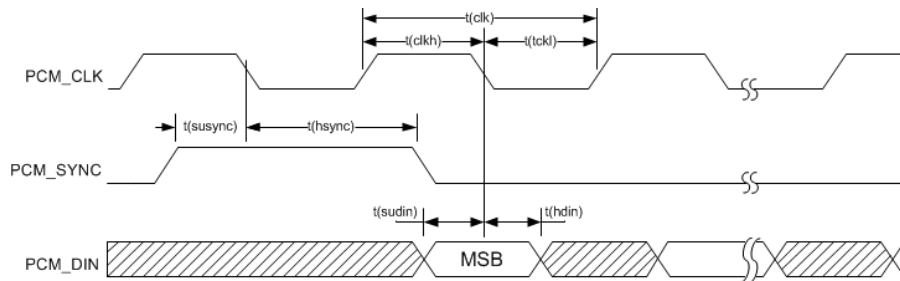 t(clk)
t(clkh)
t(tckl)
PCM_CLK
t(susync)
t(hsync)
PCM_SYNC
t(sudin)
t(hdin)
PCM_DIN
MSB